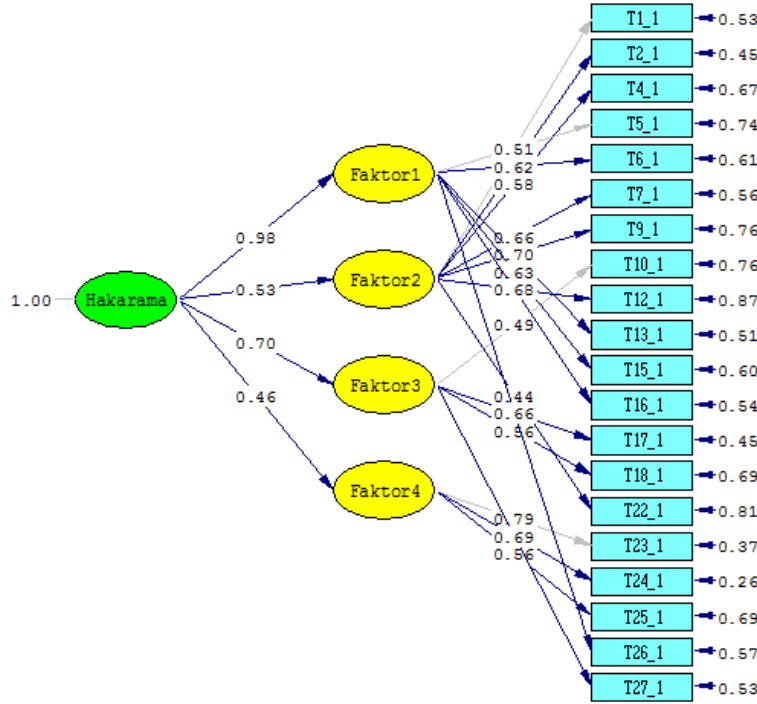 T1_1 0.53
T2_1 0.45
T4_1 0.67
T5_1 0.74
T6_1 0.61
T7_1 0.56
T9_1 0.76
T10_1 0.76
T12_1 0.87
T13_1 0.51
T15_1 0.60
T16_1 0.54
T17_1 0.45
T18_1 0.69
T22_1 0.81
T23_1 0.37
T24_1 0.26
T25_1 0.69
T26_1 0.57
T27_1 0.53
Faktor1
Faktor2
Faktor3
Faktor4
1.00 Hakarama
0.98
0.53
0.70
0.46
0.51
0.62
0.58
0.66
0.70
0.63
0.68
0.49
0.44
0.66
0.56
0.79
0.69
0.56